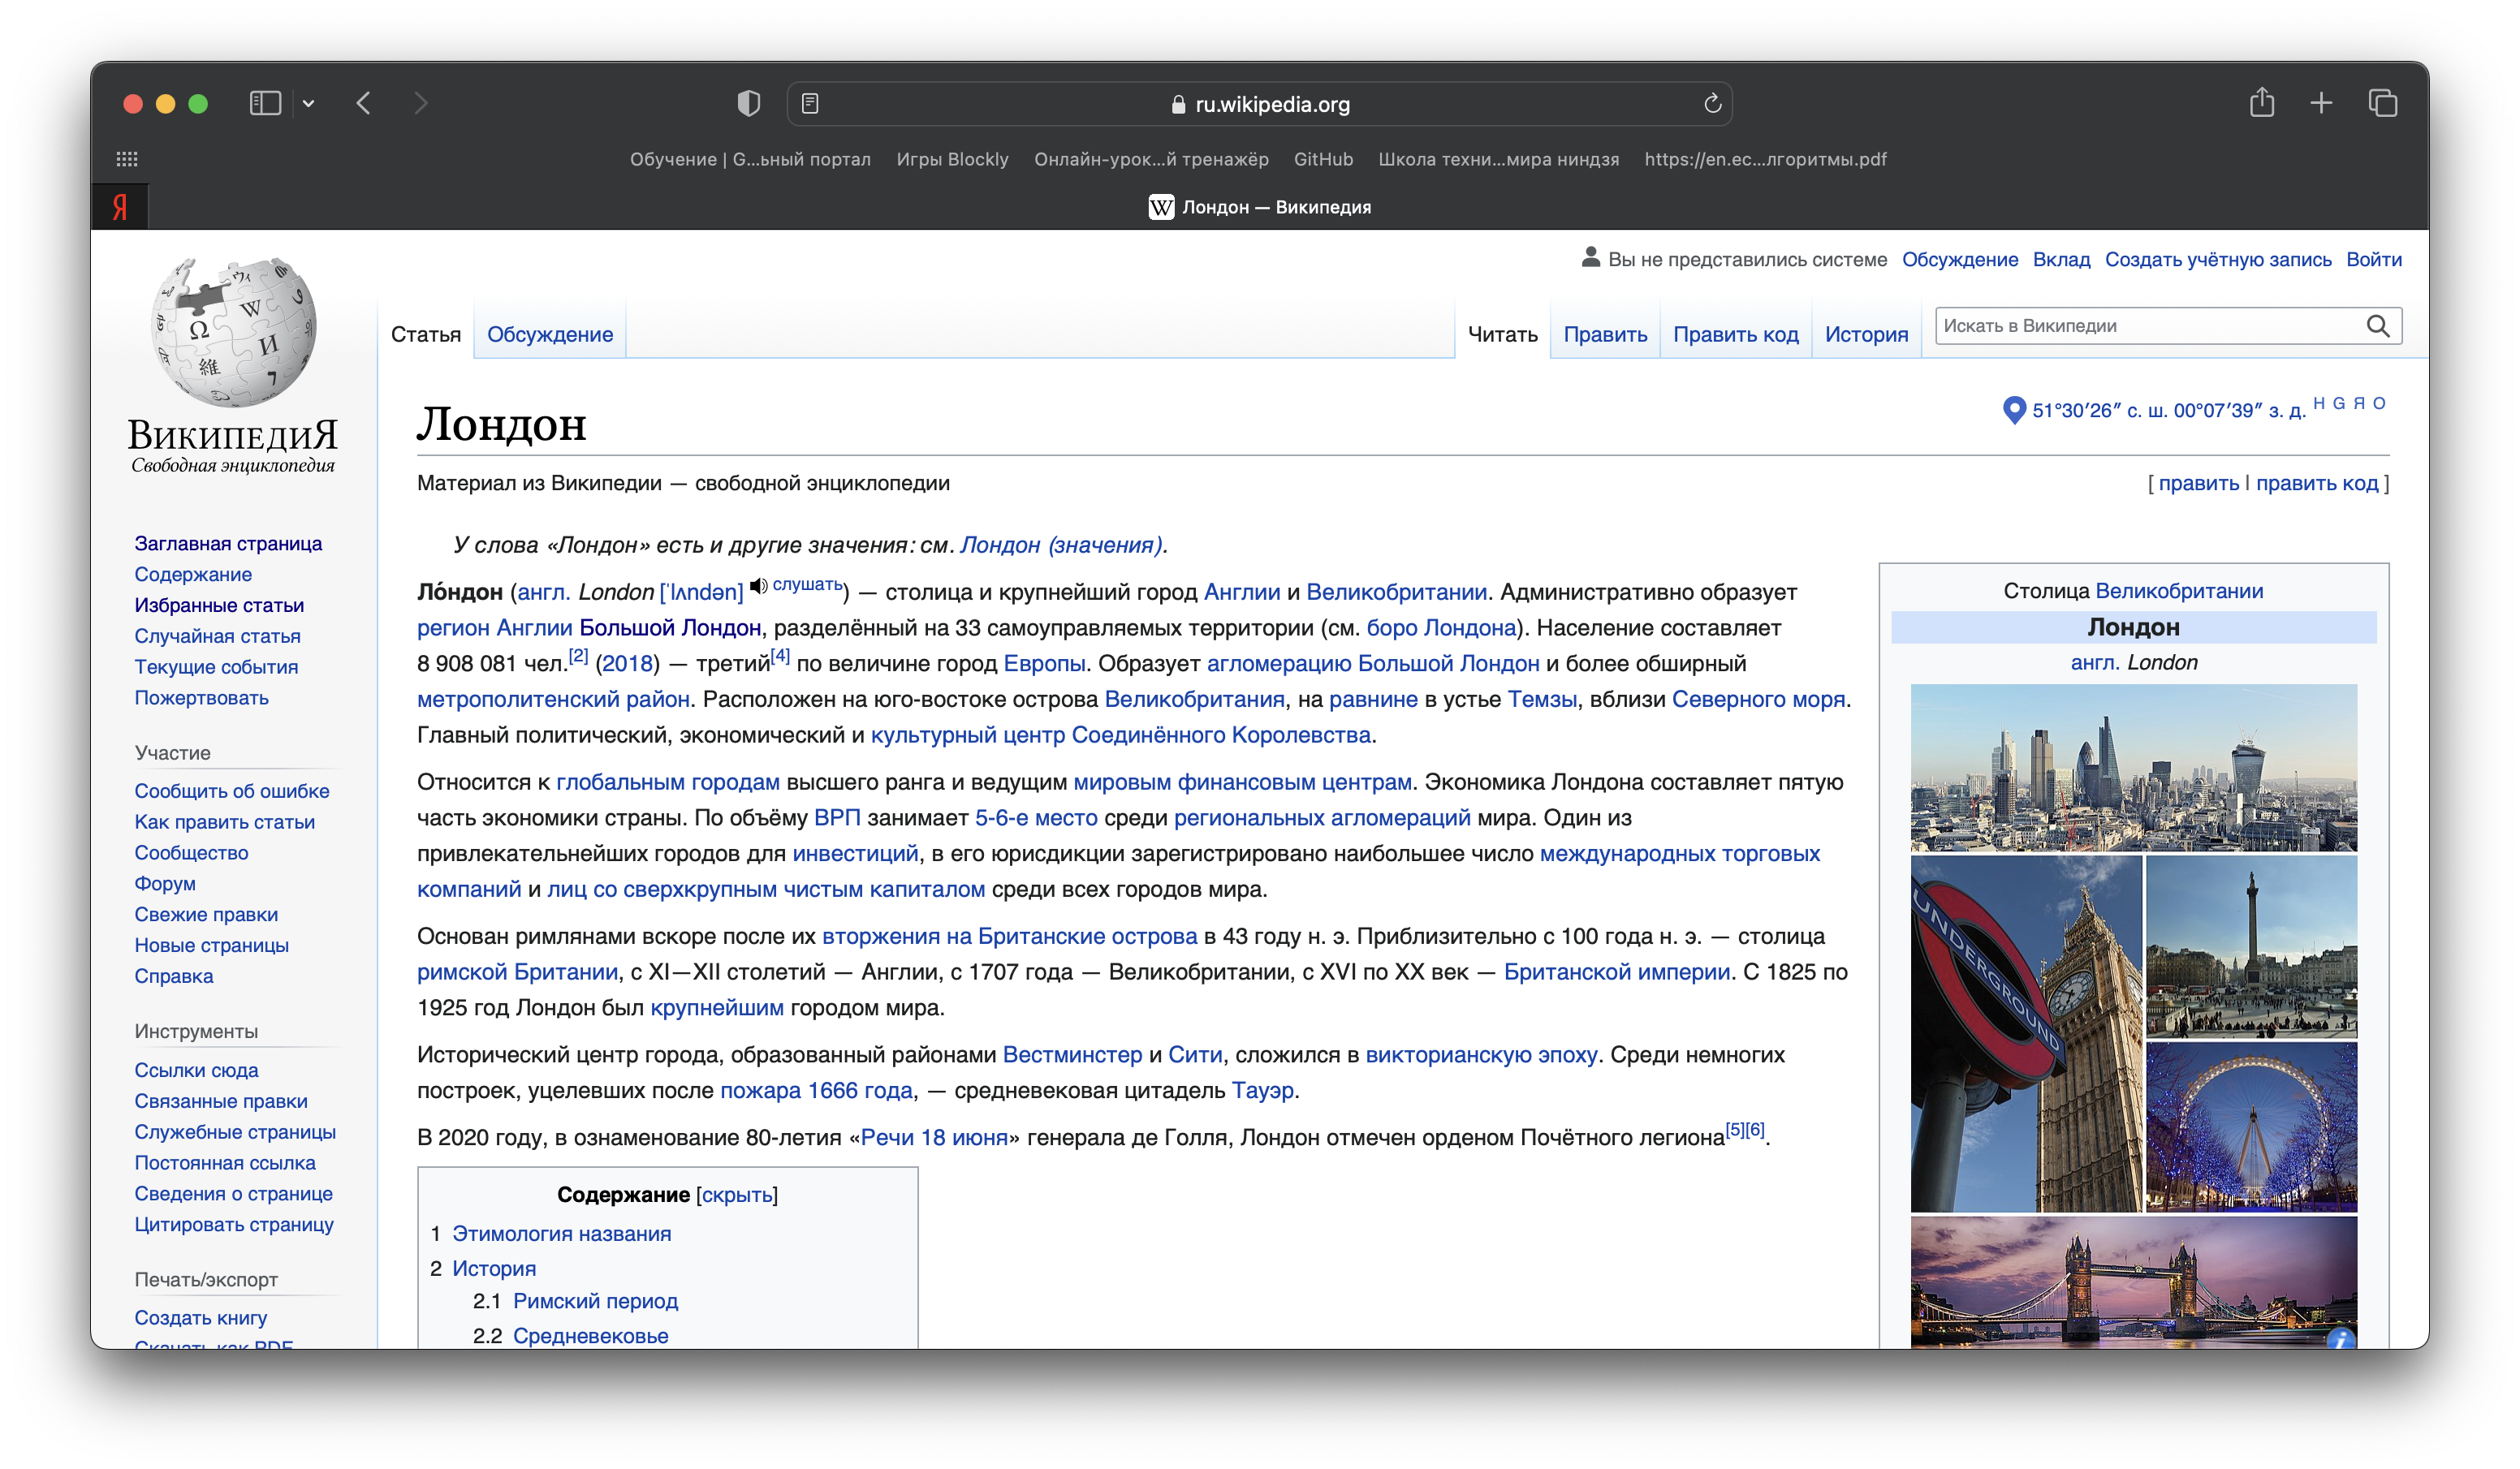 ru.wikipedia.org
Обучение | G...ьный портал
Игры Blockly
Онлайн-урок...й тренажёр
GitHub
Школа техни...мира ниндзя
https://en.ec...лгоритмы.pdf
Я
W Лондон — Википедия
Вы не представились системе Обсуждение Вклад Создать учётную запись Войти
Статья Обсуждение
Читать Править Править код История
Искать в Википедии
ВикипедиЯ
Свободная энциклопедия
Заглавная страница
Содержание
Избранные статьи
Случайная статья
Текущие события
Пожертвовать
Участие
Сообщить об ошибке
Как править статьи
Сообщество
Форум
Свежие правки
Новые страницы
Справка
Инструменты
Ссылки сюда
Связанные правки
Служебные страницы
Постоянная ссылка
Сведения о странице
Цитировать страницу
Печать/экспорт
Создать книгу
Скачать как PDF
Лондон
51°30′26″ с. ш. 00°07′39″ з. д. H G Я O
Материал из Википедии — свободной энциклопедии
[ править | править код ]
У слова «Лондон» есть и другие значения: см. Лондон (значения).
Ло́ндон (англ. London [ˈlʌndən] слушать) — столица и крупнейший город Англии и Великобритании. Административно образует
регион Англии Большой Лондон, разделённый на 33 самоуправляемых территории (см. боро Лондона). Население составляет
8 908 081 чел.[2] (2018) — третий[4] по величине город Европы. Образует агломерацию Большой Лондон и более обширный
метрополитенский район. Расположен на юго-востоке острова Великобритания, на равнине в устье Темзы, вблизи Северного моря.
Главный политический, экономический и культурный центр Соединённого Королевства.
Относится к глобальным городам высшего ранга и ведущим мировым финансовым центрам. Экономика Лондона составляет пятую
часть экономики страны. По объёму ВРП занимает 5-6-е место среди региональных агломераций мира. Один из
привлекательнейших городов для инвестиций, в его юрисдикции зарегистрировано наибольшее число международных торговых
компаний и лиц со сверхкрупным чистым капиталом среди всех городов мира.
Основан римлянами вскоре после их вторжения на Британские острова в 43 году н. э. Приблизительно с 100 года н. э. — столица
римской Британии, с XI—XII столетий — Англии, с 1707 года — Великобритании, с XVI по XX век — Британской империи. С 1825 по
1925 год Лондон был крупнейшим городом мира.
Исторический центр города, образованный районами Вестминстер и Сити, сложился в викторианскую эпоху. Среди немногих
построек, уцелевших после пожара 1666 года, — средневековая цитадель Тауэр.
В 2020 году, в ознаменование 80-летия «Речи 18 июня» генерала де Голля, Лондон отмечен орденом Почётного легиона[5][6].
Содержание [скрыть]
1 Этимология названия
2 История
2.1 Римский период
2.2 Средневековье
Столица Великобритании
Лондон
англ. London
UNDERGROUND